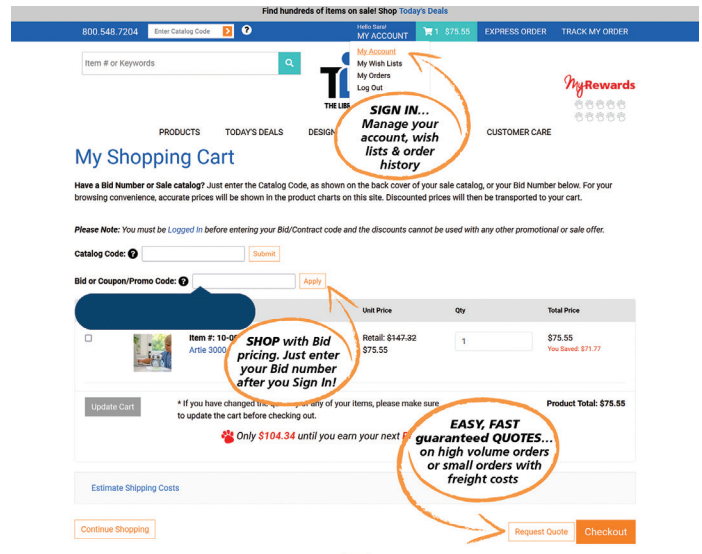 Find hundreds of items on sale! Shop Today's Deals
800.548.7204
Enter Catalog Code
?
Hello Sara!
MY ACCOUNT
1 $75.55
EXPRESS ORDER
TRACK MY ORDER
Item # or Keywords
My Account
My Wish Lists
My Orders
Log Out
THE LIB
MyRewards
SIGN IN...
Manage your
account, wish
lists & order
history
PRODUCTS
TODAY'S DEALS
DESIGN
CUSTOMER CARE
My Shopping Cart
Have a Bid Number or Sale catalog? Just enter the Catalog Code, as shown on the back cover of your sale catalog, or your Bid Number below. For your
browsing convenience, accurate prices will be shown in the product charts on this site. Discounted prices will then be transported to your cart.
Please Note: You must be Logged In before entering your Bid/Contract code and the discounts cannot be used with any other promotional or sale offer.
Catalog Code: ?
Submit
Bid or Coupon/Promo Code: ?
Apply
Unit Price
Qty
Total Price
Item #: 10-0
Artie 3000
Retail: $147.32
$75.55
1
$75.55
You Saved: $71.77
SHOP with Bid
pricing. Just enter
your Bid number
after you Sign In!
Update Cart
* If you have changed the of any of your items, please make sure
to update the cart before checking out.
Product Total: $75.55
Only $104.34 until you earn your next
EASY, FAST
guaranteed QUOTES...
on high volume orders
or small orders with
freight costs
Estimate Shipping Costs
Continue Shopping
Request Quote
Checkout